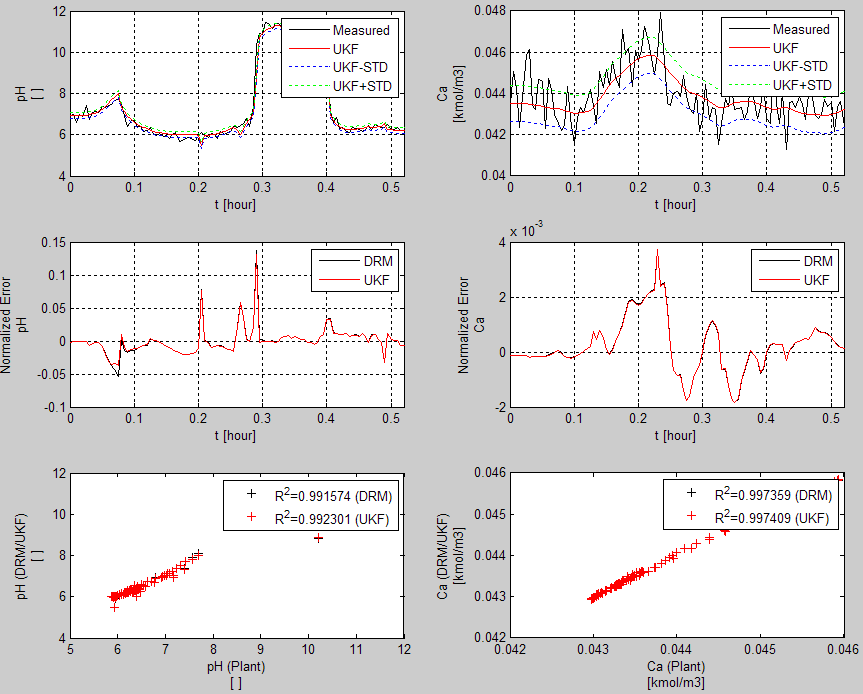 12
10
8
6
4
pH
[ ]
0
0.1
0.2
0.3
0.4
0.5
t [hour]
Measured
UKF
UKF-STD
UKF+STD
0.048
0.046
0.044
0.042
0.04
Ca
[kmol/m3]
0
0.1
0.2
0.3
0.4
0.5
t [hour]
Measured
UKF
UKF-STD
UKF+STD
0.15
0.1
0.05
0
-0.05
-0.1
Normalized Error
pH
0
0.1
0.2
0.3
0.4
0.5
t [hour]
DRM
UKF
x 10^-3
4
2
0
-2
Normalized Error
Ca
0
0.1
0.2
0.3
0.4
0.5
t [hour]
DRM
UKF
12
10
8
6
4
pH (DRM/UKF)
[ ]
5
6
7
8
9
10
11
12
pH (Plant)
[ ]
R^2=0.991574 (DRM)
R^2=0.992301 (UKF)
0.046
0.045
0.044
0.043
0.042
Ca (DRM/UKF)
[kmol/m3]
0.042
0.043
0.044
0.045
0.046
Ca (Plant)
[kmol/m3]
R^2=0.997359 (DRM)
R^2=0.997409 (UKF)